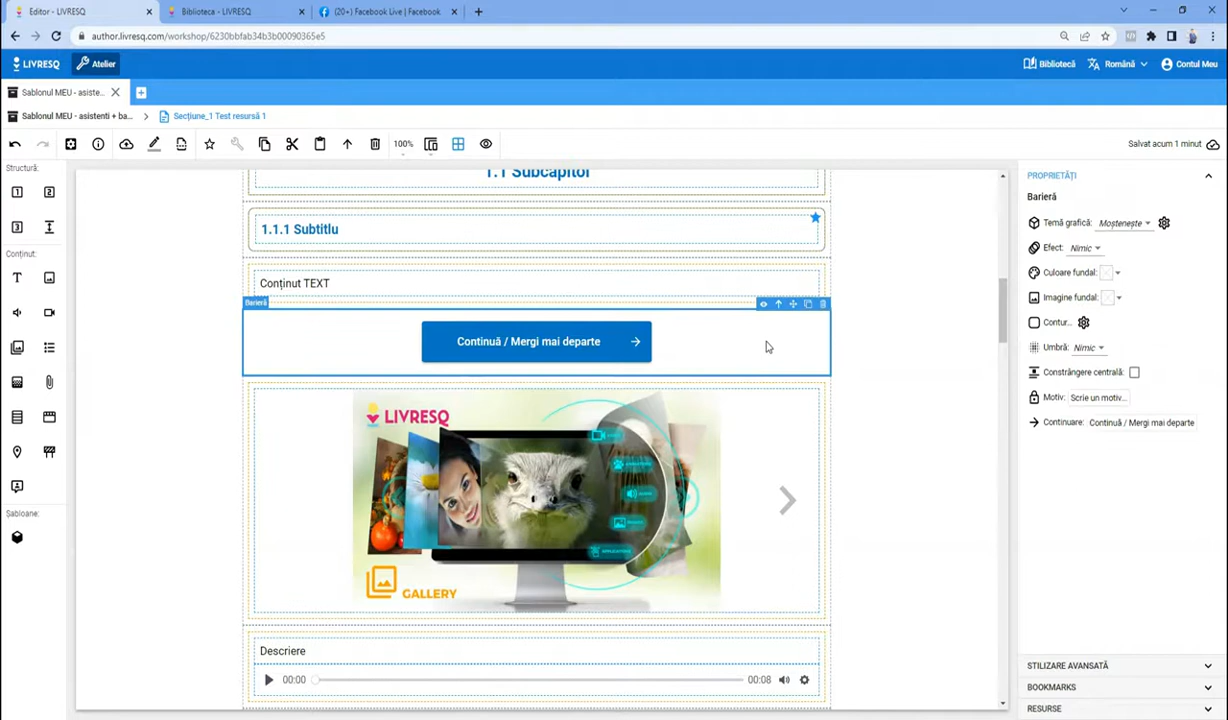 Editor - LIVRESQ
Biblioteca - LIVRESQ
(20+) Facebook Live | Facebook
author.livresq.com/workshop/6230bbfab34b3b00090365e5
LIVRESQ
Atelier
Bibliotecă
Română
Contul Meu
Sablonul MEU - asiste...
Sablonul MEU - asistenti + ba...
Secțiune_1 Test resursă 1
100%
Salvat acum 1 minut
Structură:
Conținut:
Șabloane:
1.1 Subcapitol
1.1.1 Subtitlu
Conținut TEXT
Barieră
Continuă / Mergi mai departe
LIVRESQ
GALLERY
Descriere
00:00
00:08
PROPRIETĂȚI
Barieră
Temă grafică: Moștenește
Efect: Nimic
Culoare fundal:
Imagine fundal:
Contur...
Umbră: Nimic
Constrângere centrală:
Motiv: Scrie un motiv...
Continuare: Continuă / Mergi mai departe
STILIZARE AVANSATĂ
BOOKMARKS
RESURSE